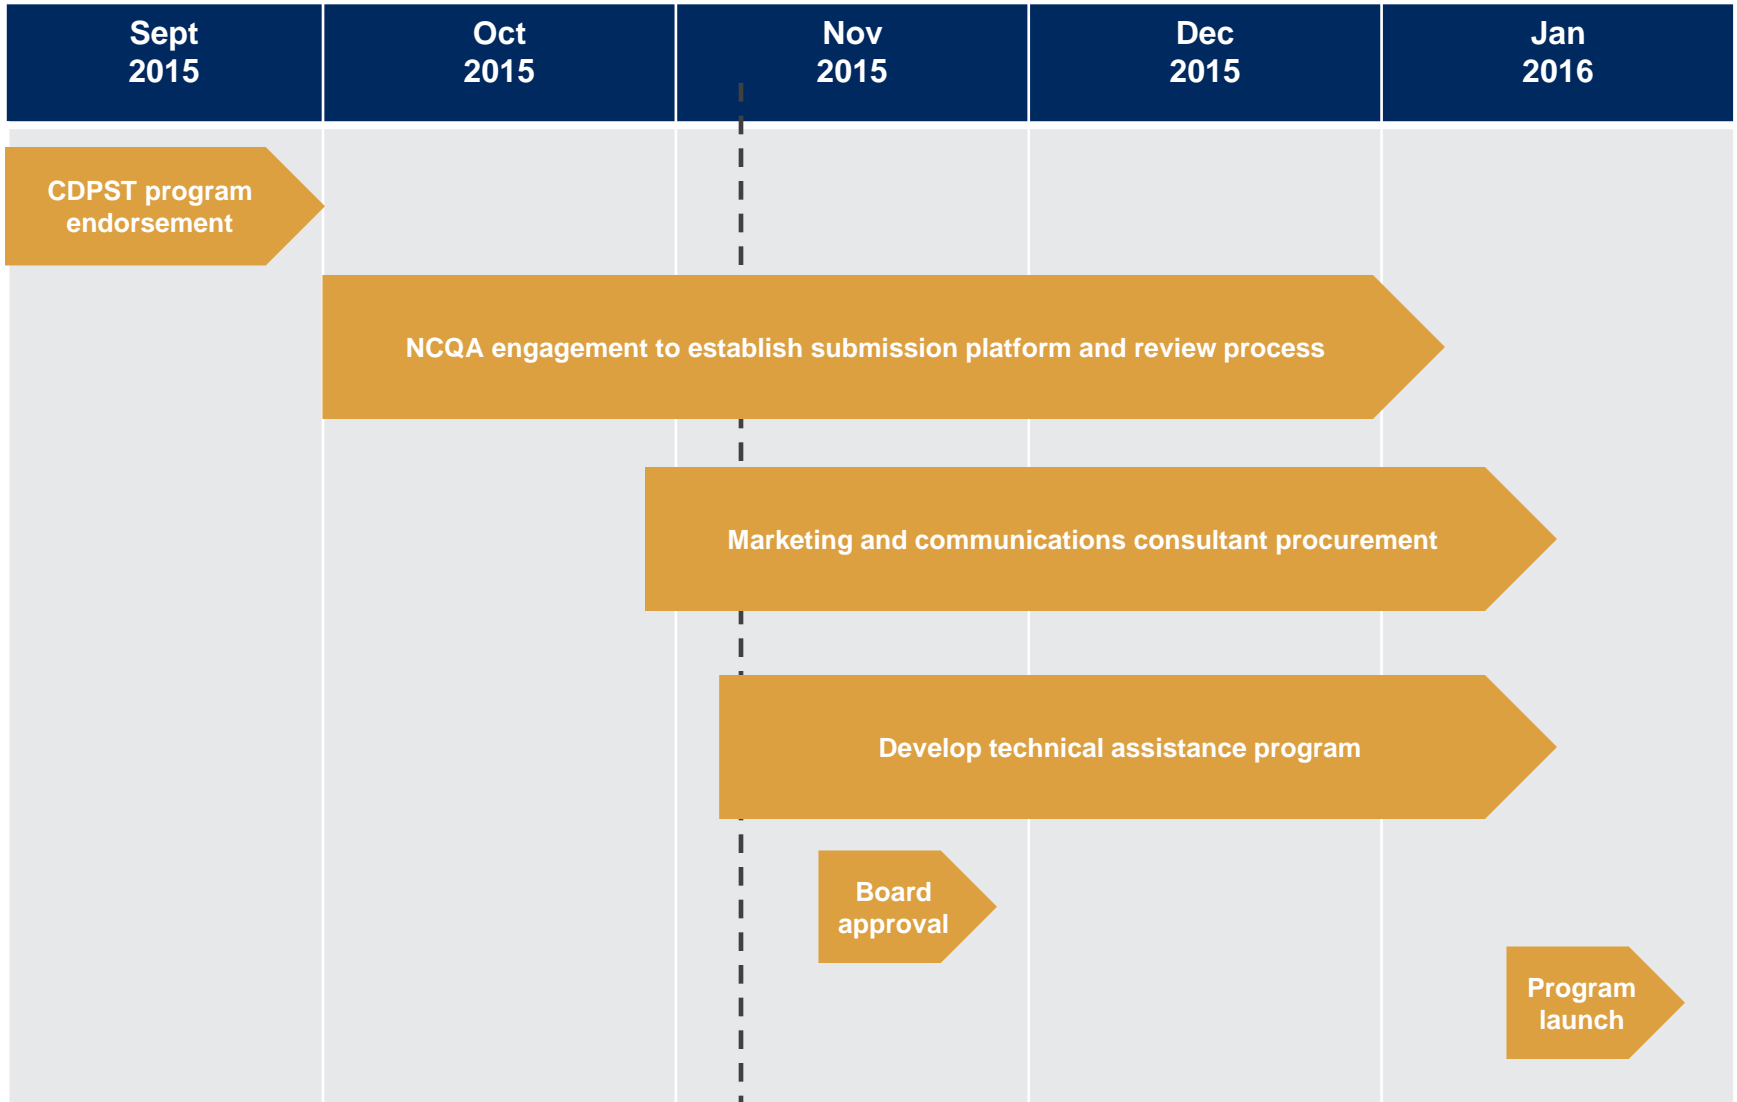 Sept
2015
Oct
2015
Nov
2015
Dec
2015
Jan
2016
CDPST program
endorsement
NCQA engagement to establish submission platform and review process
Marketing and communications consultant procurement
Develop technical assistance program
Board
approval
Program
launch